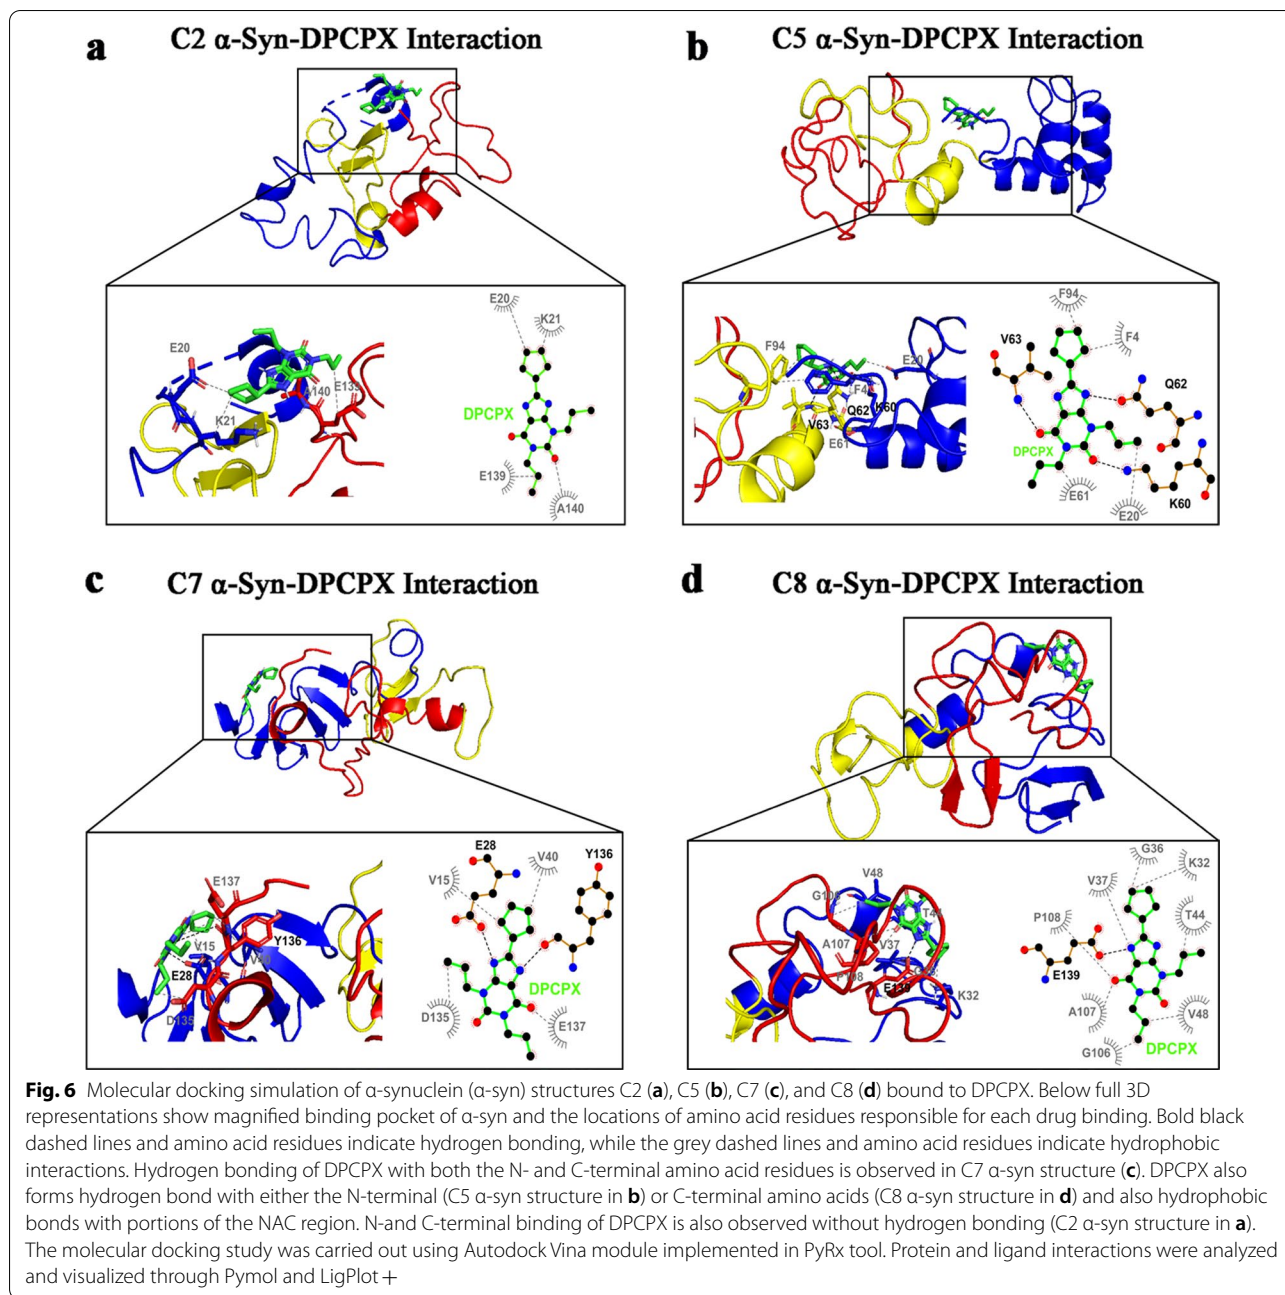 a
C2 α-Syn-DPCPX Interaction
E20
K21
A140
E139
E20
K21
DPCPX
E139
A140
b
C5 α-Syn-DPCPX Interaction
F94
E20
F4
Q62
K60
V63
E61
F94
F4
V63
Q62
DPCPX
E61
E20
K60
c
C7 α-Syn-DPCPX Interaction
E137
V15
Y136
V40
E28
D135
E28
Y136
V15
V40
DPCPX
D135
E137
d
C8 α-Syn-DPCPX Interaction
V48
G106
T44
A107
V37
P108
E139
K32
G36
K32
V37
P108
T44
E139
A107
V48
G106
DPCPX
Fig. 6 Molecular docking simulation of α-synuclein (α-syn) structures C2 (a), C5 (b), C7 (c), and C8 (d) bound to DPCPX. Below full 3D
representations show magnified binding pocket of α-syn and the locations of amino acid residues responsible for each drug binding. Bold black
dashed lines and amino acid residues indicate hydrogen bonding, while the grey dashed lines and amino acid residues indicate hydrophobic
interactions. Hydrogen bonding of DPCPX with both the N- and C-terminal amino acid residues is observed in C7 α-syn structure (c). DPCPX also
forms hydrogen bond with either the N-terminal (C5 α-syn structure in b) or C-terminal amino acids (C8 α-syn structure in d) and also hydrophobic
bonds with portions of the NAC region. N-and C-terminal binding of DPCPX is also observed without hydrogen bonding (C2 α-syn structure in a).
The molecular docking study was carried out using Autodock Vina module implemented in PyRx tool. Protein and ligand interactions were analyzed
and visualized through Pymol and LigPlot +